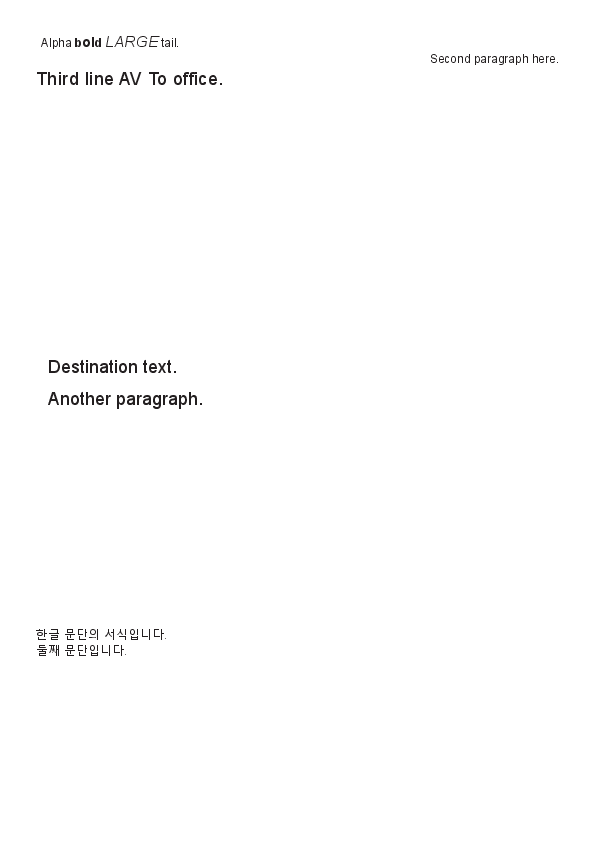 Alpha bold LARGE tail.
Second paragraph here.
Third line AV To office.
Destination text.
Another paragraph.
한글 문단의 서식입니다.
둘째 문단입니다.